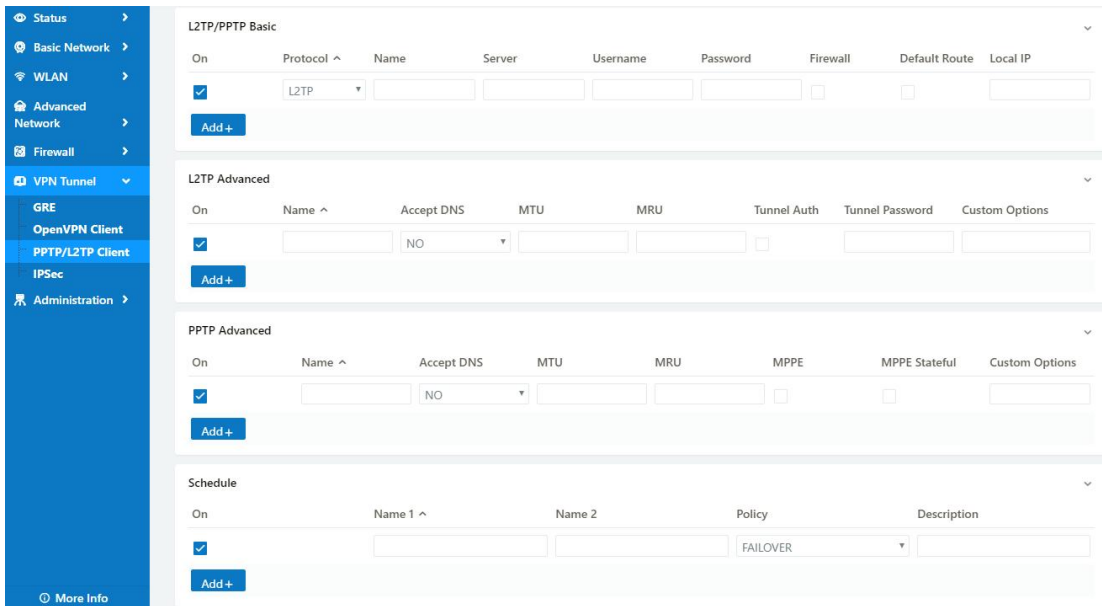 Status
Basic Network
WLAN
Advanced
Network
Firewall
VPN Tunnel
GRE
OpenVPN Client
PPTP/L2TP Client
IPSec
Administration
More Info
L2TP/PPTP Basic
On Protocol Name Server Username Password Firewall Default Route Local IP
L2TP
Add+
L2TP Advanced
On Name Accept DNS MTU MRU Tunnel Auth Tunnel Password Custom Options
NO
Add+
PPTP Advanced
On Name Accept DNS MTU MRU MPPE MPPE Stateful Custom Options
NO
Add+
Schedule
On Name 1 Name 2 Policy Description
FAILOVER
Add+